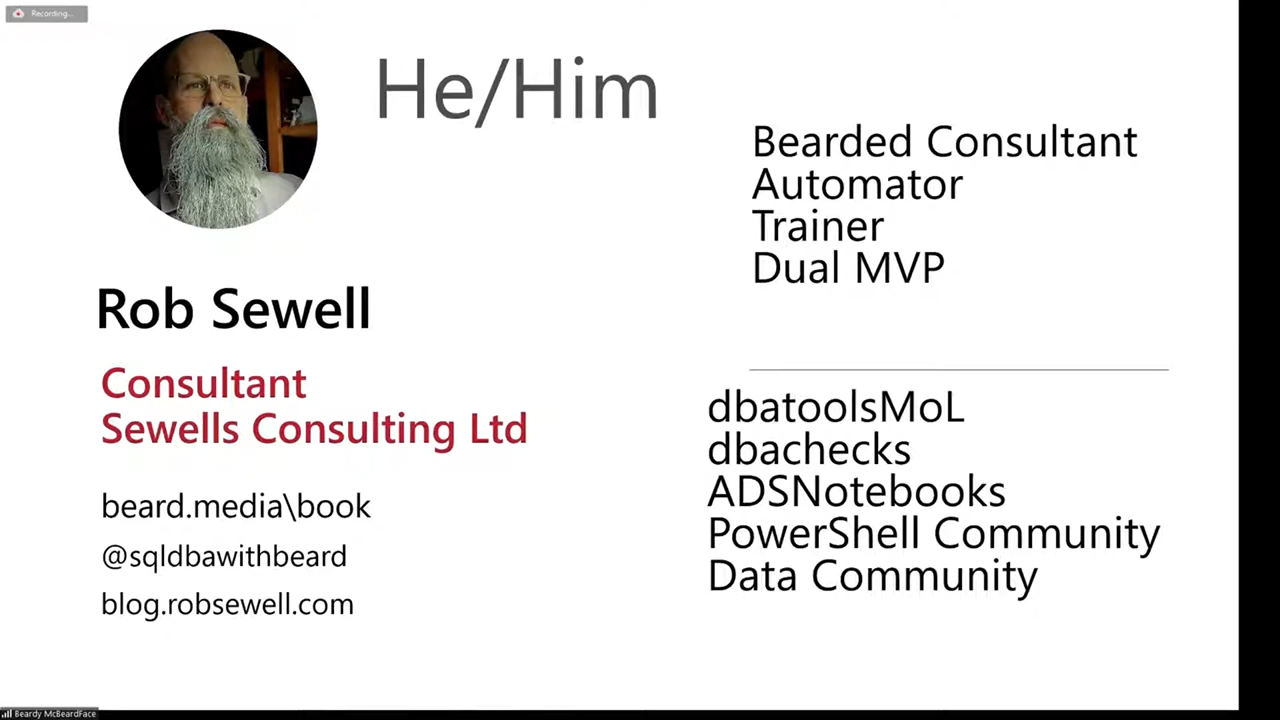 Recording...
He/Him
Bearded Consultant
Automator
Trainer
Dual MVP
Rob Sewell
Consultant
Sewells Consulting Ltd
beard.media\book
@sqldbawithbeard
blog.robsewell.com
dbatoolsMoL
dbachecks
ADSNotebooks
PowerShell Community
Data Community
Beardy McBeardFace